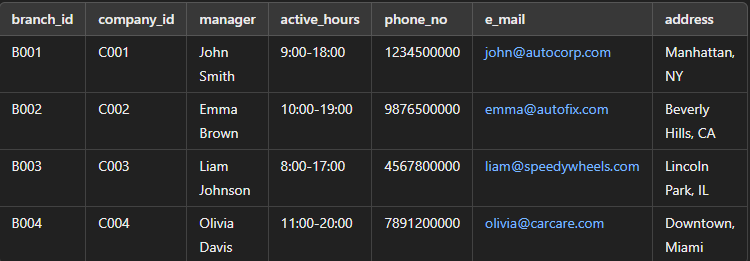 branch_id company_id manager active_hours phone_no e_mail address
B001 C001 John Smith 9:00-18:00 1234500000 john@autocorp.com Manhattan, NY
B002 C002 Emma Brown 10:00-19:00 9876500000 emma@autofix.com Beverly Hills, CA
B003 C003 Liam Johnson 8:00-17:00 4567800000 liam@speedywheels.com Lincoln Park, IL
B004 C004 Olivia Davis 11:00-20:00 7891200000 olivia@carcare.com Downtown, Miami